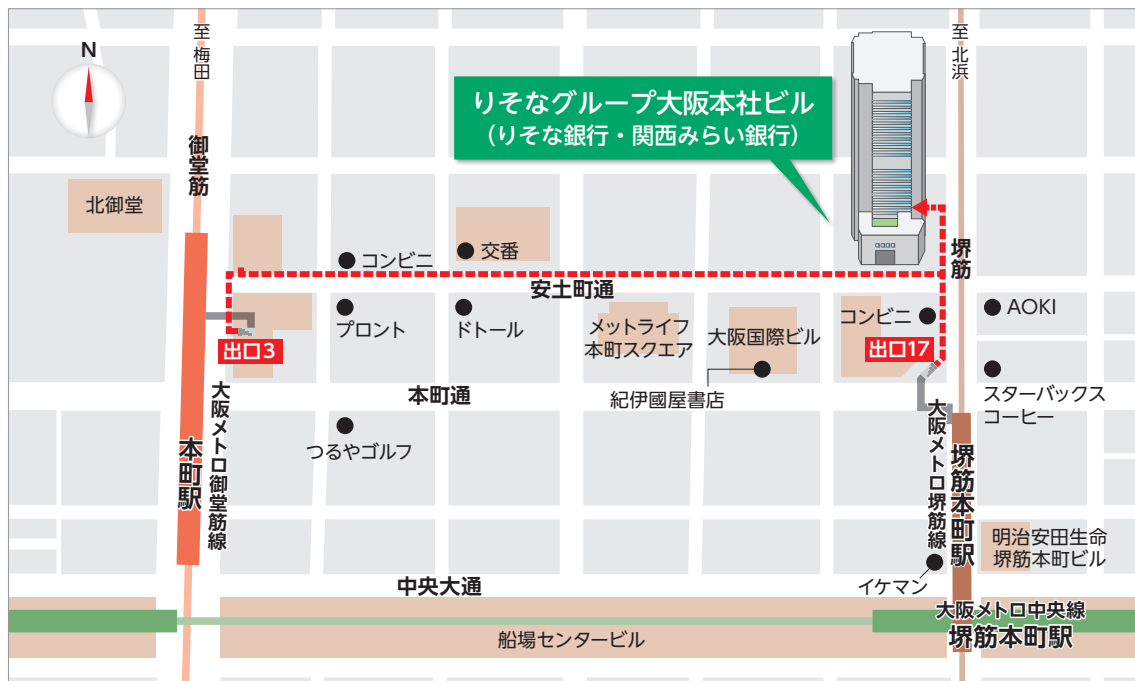 N
至梅田
至北浜
りそなグループ大阪本社ビル
(りそな銀行・関西みらい銀行)
御堂筋
北御堂
コンビニ
交番
堺筋
安土町通
プロント
ドトール
メットライフ
本町スクエア
大阪国際ビル
コンビニ
AOKI
出口3
出口17
本町通
紀伊國屋書店
スターバックス
コーヒー
大阪メトロ御堂筋線
本町駅
つるやゴルフ
大阪メトロ堺筋線
堺筋本町駅
明治安田生命
堺筋本町ビル
イケマン
中央大通
大阪メトロ中央線
堺筋本町駅
船場センタービル